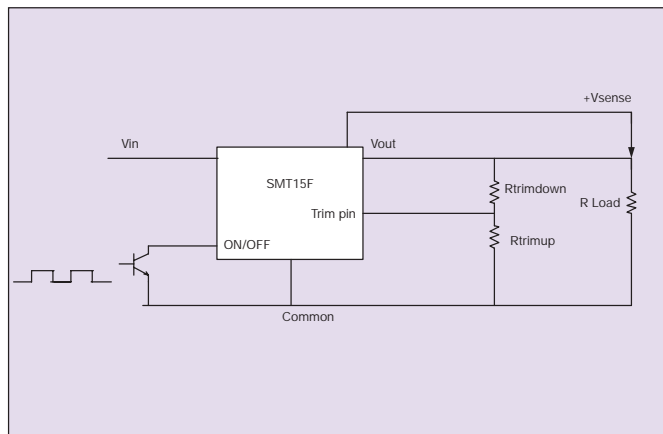 +Vsense
Vin
Vout
SMT15F
Rtrimdown
R Load
Trim pin
Rtrimup
ON/OFF
Common